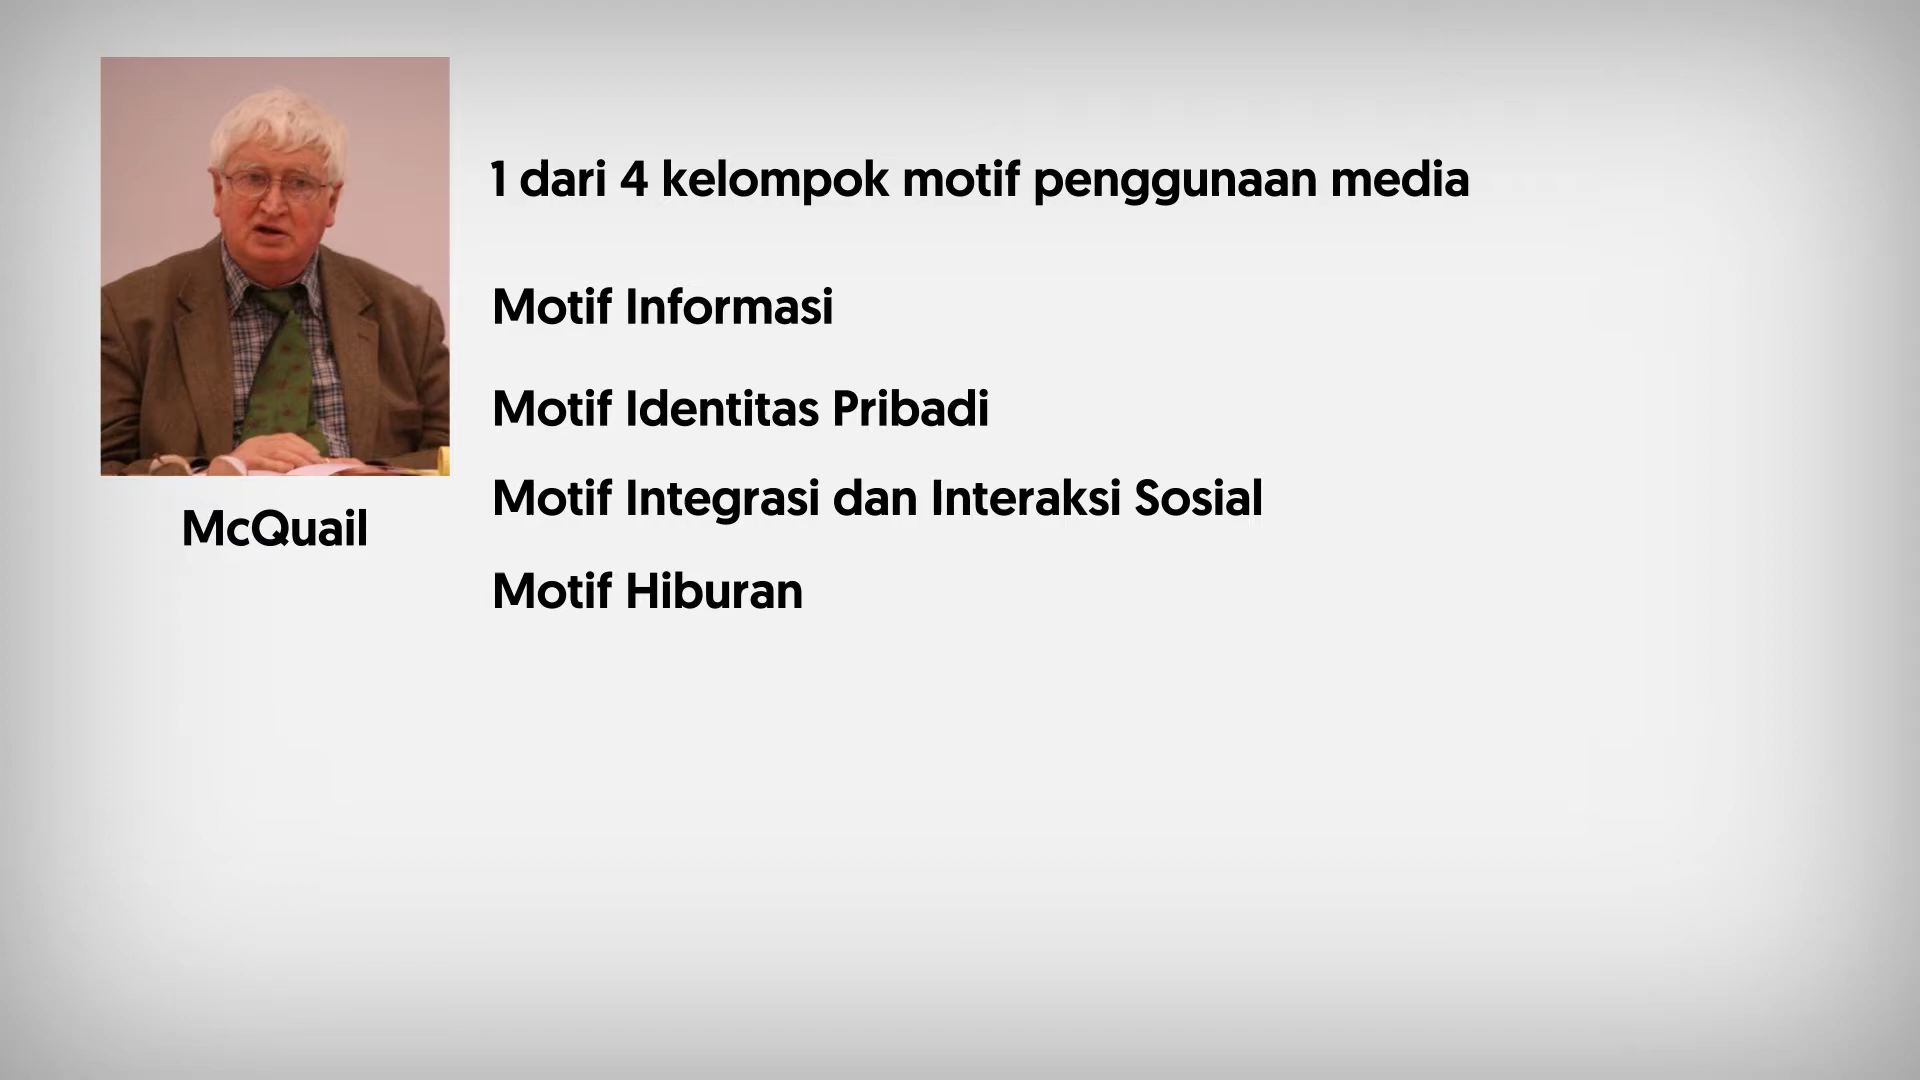 1 dari 4 kelompok motif penggunaan media
Motif Informasi
Motif Identitas Pribadi
Motif Integrasi dan Interaksi Sosial
Motif Hiburan
McQuail